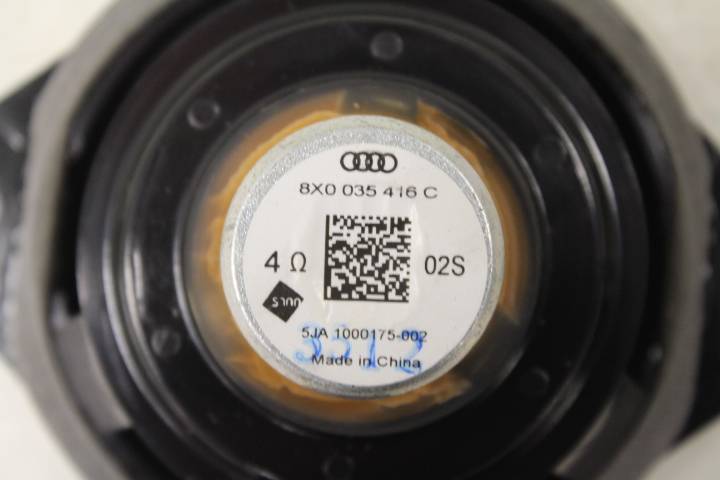 8X0 035 416 C
4 Ω
02S
5JA 1000175-002
Made in China